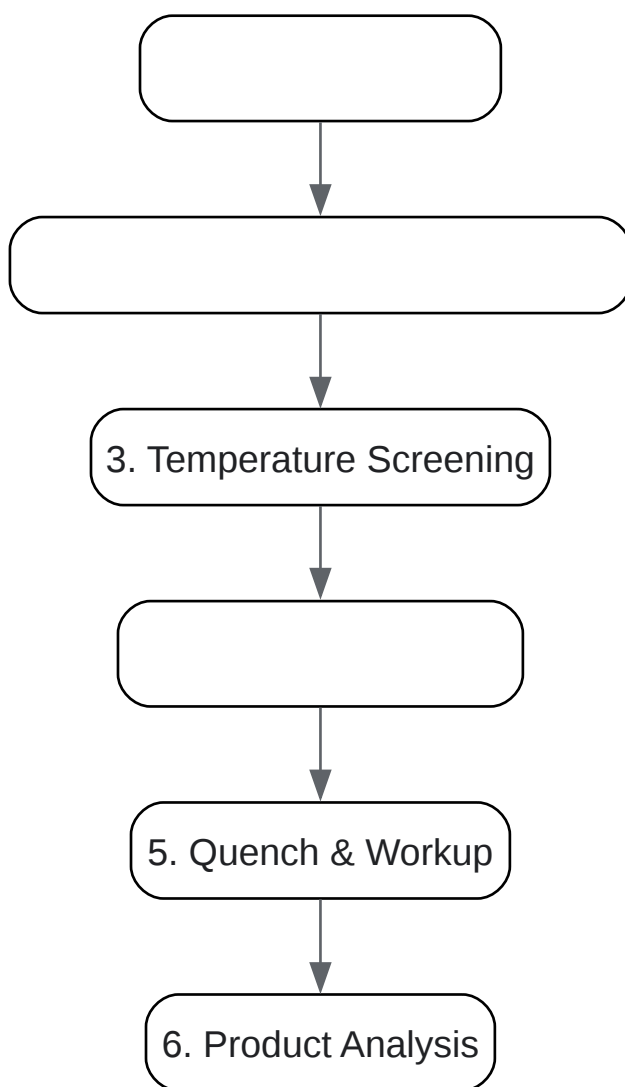 3. Temperature Screening
5. Quench & Workup
6. Product Analysis